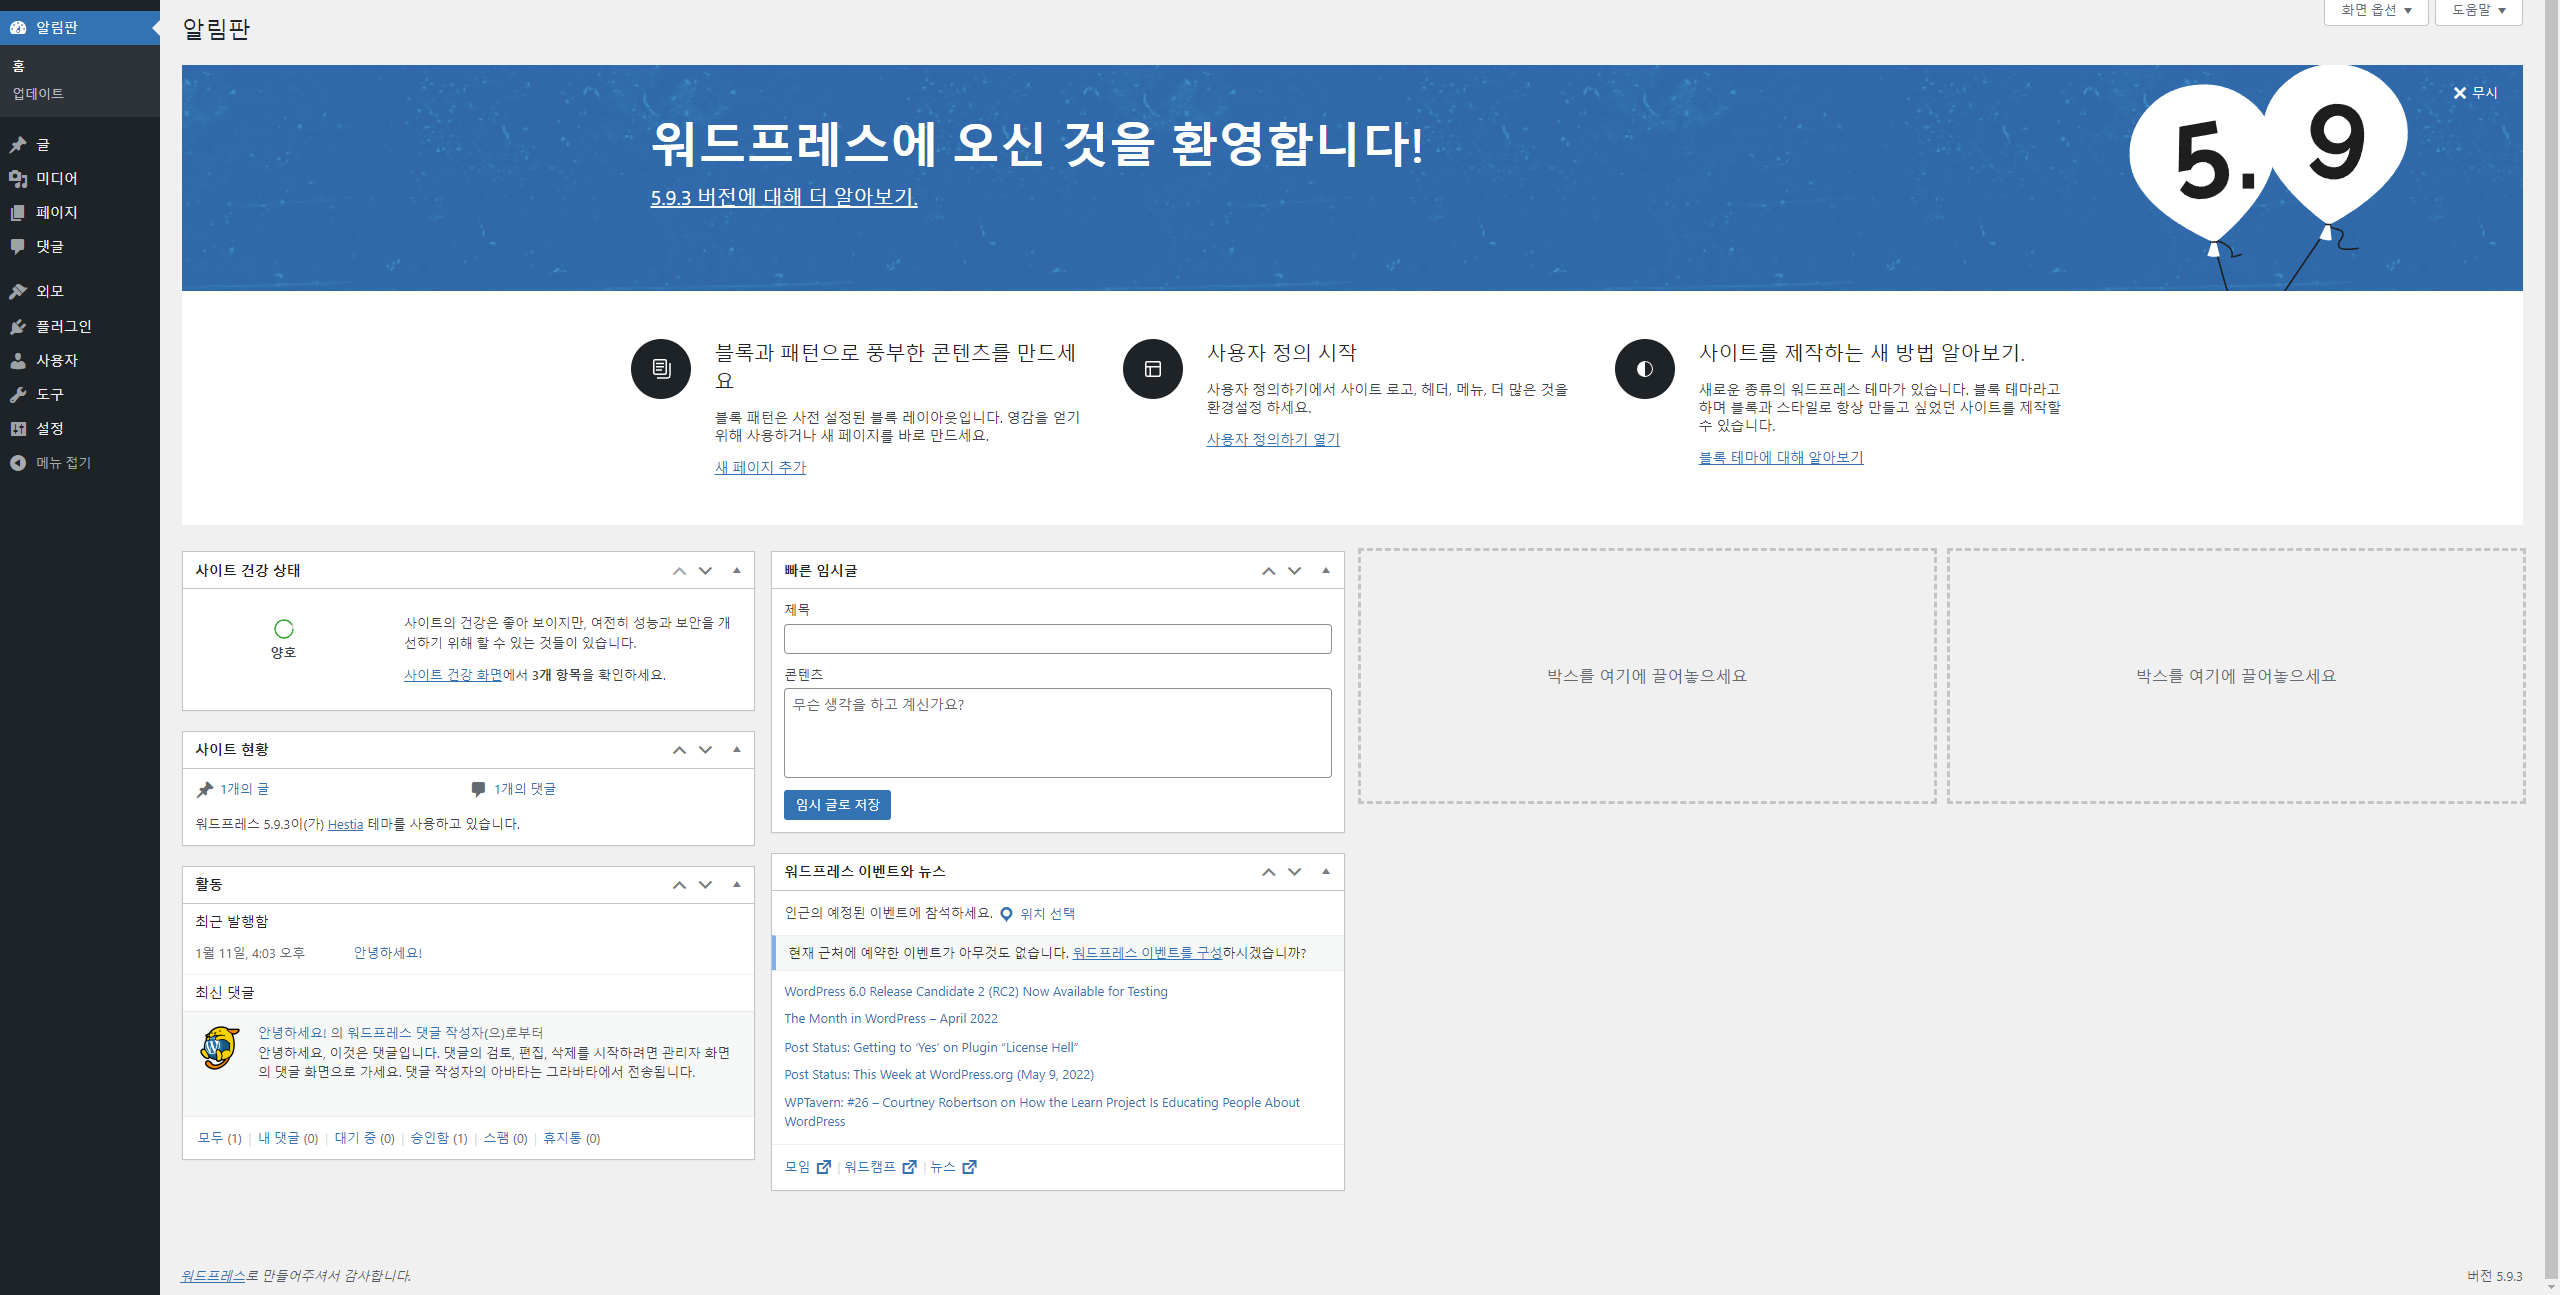 알림판
홈
업데이트
글
미디어
페이지
댓글
외모
플러그인
사용자
도구
설정
메뉴 접기
알림판
화면 옵션
도움말
무시
워드프레스에 오신 것을 환영합니다!
5.9.3 버전에 대해 더 알아보기.
5.9
블록과 패턴으로 풍부한 콘텐츠를 만드세
요
블록 패턴은 사전 설정된 블록 레이아웃입니다. 영감을 얻기
위해 사용하거나 새 페이지를 바로 만드세요.
새 페이지 추가
사용자 정의 시작
사용자 정의하기에서 사이트 로고, 헤더, 메뉴, 더 많은 것을
환경설정 하세요.
사용자 정의하기 열기
사이트를 제작하는 새 방법 알아보기.
새로운 종류의 워드프레스 테마가 있습니다. 블록 테마라고
하며 블록과 스타일로 항상 만들고 싶었던 사이트를 제작할
수 있습니다.
블록 테마에 대해 알아보기
사이트 건강 상태
양호
사이트의 건강은 좋아 보이지만, 여전히 성능과 보안을 개
선하기 위해 할 수 있는 것들이 있습니다.
사이트 건강 화면에서 3개 항목을 확인하세요.
사이트 현황
1개의 글
1개의 댓글
워드프레스 5.9.3이(가) Hestia 테마를 사용하고 있습니다.
활동
최근 발행함
1월 11일, 4:03 오후 안녕하세요!
최신 댓글
안녕하세요! 의 워드프레스 댓글 작성자(으)로부터
안녕하세요, 이것은 댓글입니다. 댓글의 검토, 편집, 삭제를 시작하려면 관리자 화면
의 댓글 화면으로 가세요. 댓글 작성자의 아바타는 그라바타에서 전송됩니다.
모두 (1) | 내 댓글 (0) | 대기 중 (0) | 승인함 (1) | 스팸 (0) | 휴지통 (0)
빠른 임시글
제목
콘텐츠
무슨 생각을 하고 계신가요?
임시 글로 저장
워드프레스 이벤트와 뉴스
인근의 예정된 이벤트에 참석하세요. 위치 선택
현재 근처에 예약한 이벤트가 아무것도 없습니다. 워드프레스 이벤트를 구성하시겠습니까?
WordPress 6.0 Release Candidate 2 (RC2) Now Available for Testing
The Month in WordPress – April 2022
Post Status: Getting to ‘Yes’ on Plugin “License Hell”
Post Status: This Week at WordPress.org (May 9, 2022)
WPTavern: #26 – Courtney Robertson on How the Learn Project Is Educating People About
WordPress
모임 | 워드캠프 | 뉴스
박스를 여기에 끌어놓으세요
박스를 여기에 끌어놓으세요
워드프레스로 만들어주셔서 감사합니다.
버전 5.9.3